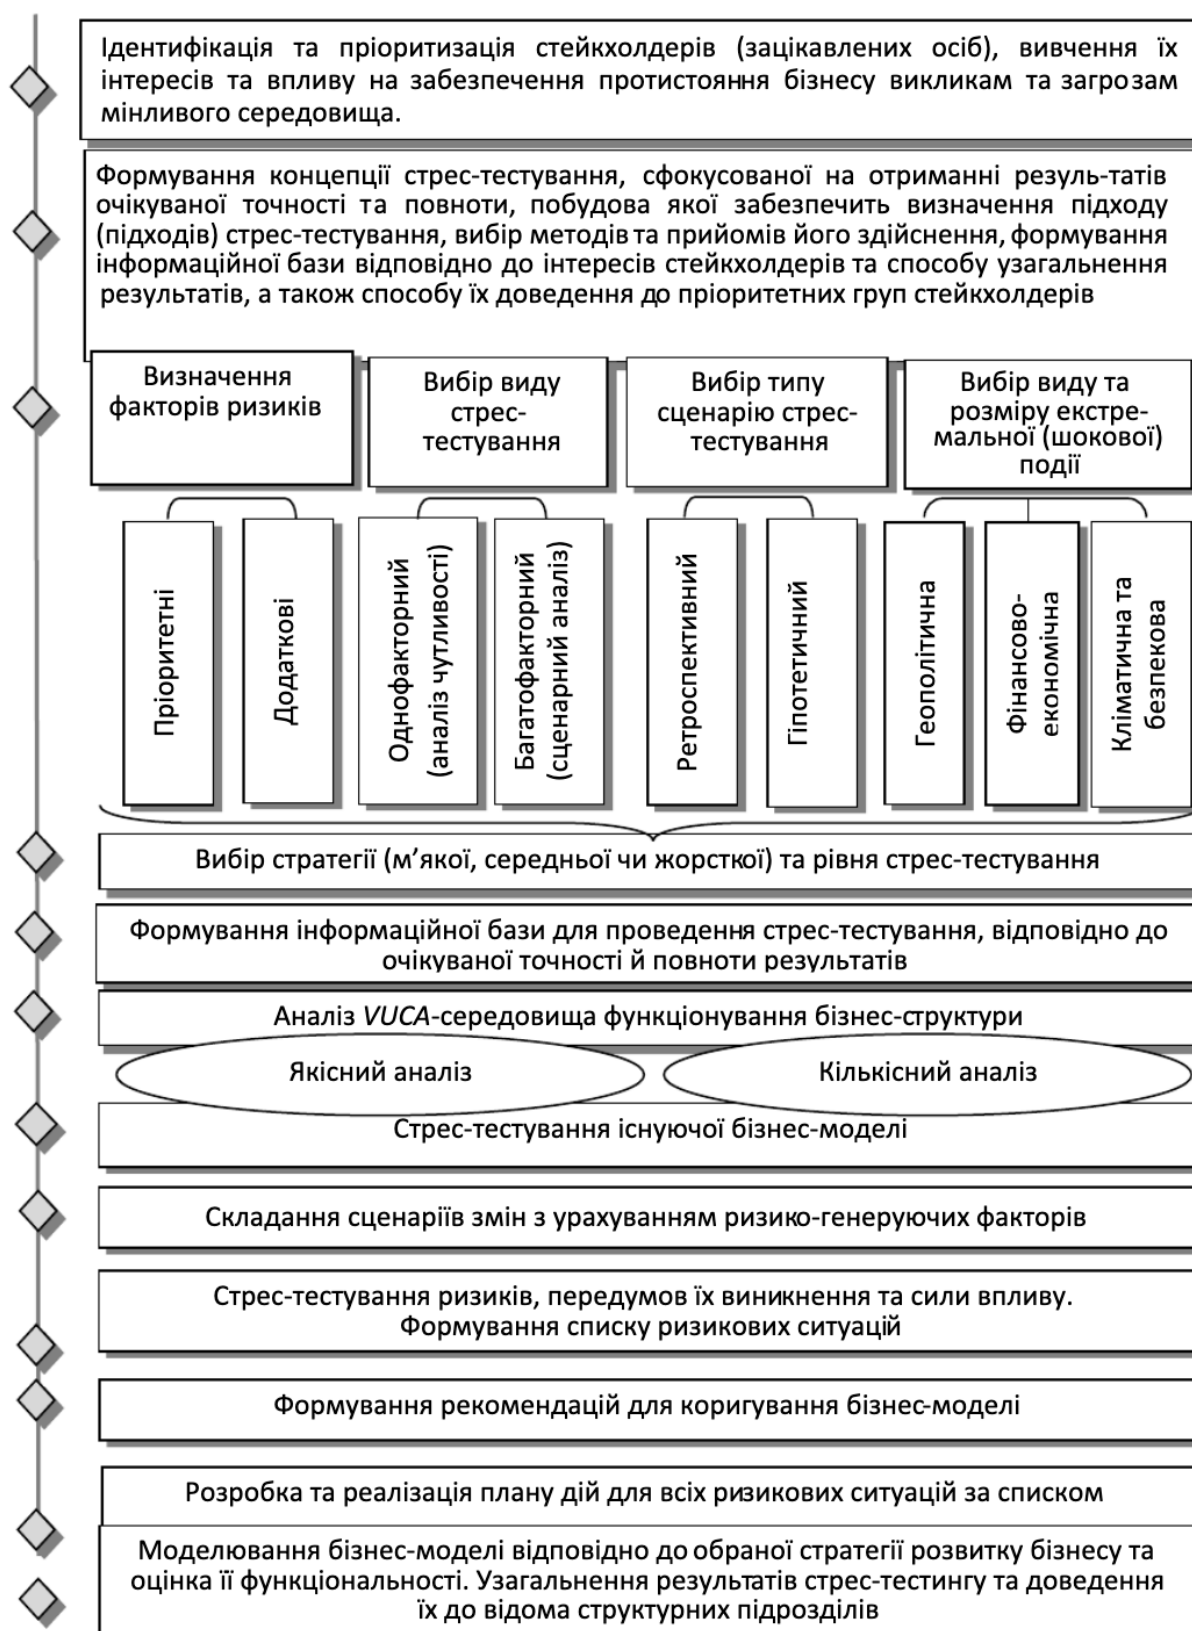 Ідентифікація та пріоритизація стейкхолдерів (зацікавлених осіб), вивчення їх
інтересів та впливу на забезпечення протистояння бізнесу викликам та загрозам
мінливого середовища.
Формування концепції стрес-тестування, сфокусованої на отриманні резуль-татів
очікуваної точності та повноти, побудова якої забезпечить визначення підходу
(підходів) стрес-тестування, вибір методів та прийомів його здійснення, формування
інформаційної бази відповідно до інтересів стейкхолдерів та способу узагальнення
результатів, а також способу їх доведення до пріоритетних груп стейкхолдерів
Визначення
факторів ризиків
Вибір виду
стрес-
тестування
Вибір типу
сценарію стрес-
тестування
Вибір виду та
розміру екстре-
мальної (шокової)
події
Пріоритетні
Додаткові
Однофакторний
(аналіз чутливості)
Багатофакторний
(сценарний аналіз)
Ретроспективний
Гіпотетичний
Геополітична
Фінансово-
економічна
Кліматична та
безпекова
Вибір стратегії (м’якої, середньої чи жорсткої) та рівня стрес-тестування
Формування інформаційної бази для проведення стрес-тестування, відповідно до
очікуваної точності й повноти результатів
Аналіз VUCA-середовища функціонування бізнес-структури
Якісний аналіз
Кількісний аналіз
Стрес-тестування існуючої бізнес-моделі
Складання сценаріїв змін з урахуванням ризико-генеруючих факторів
Стрес-тестування ризиків, передумов їх виникнення та сили впливу.
Формування списку ризикових ситуацій
Формування рекомендацій для коригування бізнес-моделі
Розробка та реалізація плану дій для всіх ризикових ситуацій за списком
Моделювання бізнес-моделі відповідно до обраної стратегії розвитку бізнесу та
оцінка її функціональності. Узагальнення результатів стрес-тестингу та доведення
їх до відома структурних підрозділів